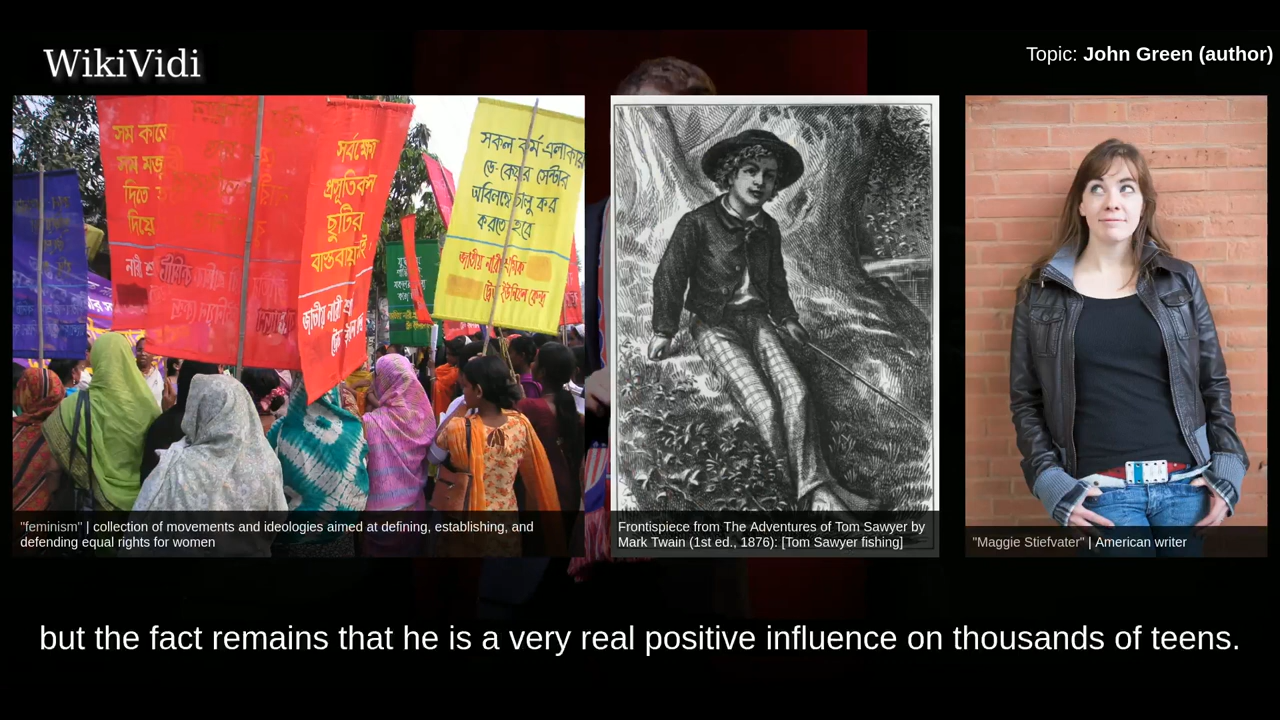 WikiVidi
Topic: John Green (author)
সম কাজে
সম মজু
দিতে
দিয়ে
সর্বক্ষেত্রে
ছুটির
সকল কর্ম এলাকায়
ডে-কেয়ার সেন্টার
অবিলম্বে চালু কর
করতে হবে
জাতীয় নারী শ্রমিক
ট্রেড ইউনিয়ন কেন্দ্র
জাতীয় নারী শ্র
"feminism" | collection of movements and ideologies aimed at defining, establishing, and
defending equal rights for women
Frontispiece from The Adventures of Tom Sawyer by
Mark Twain (1st ed., 1876): [Tom Sawyer fishing]
"Maggie Stiefvater" | American writer
but the fact remains that he is a very real positive influence on thousands of teens.